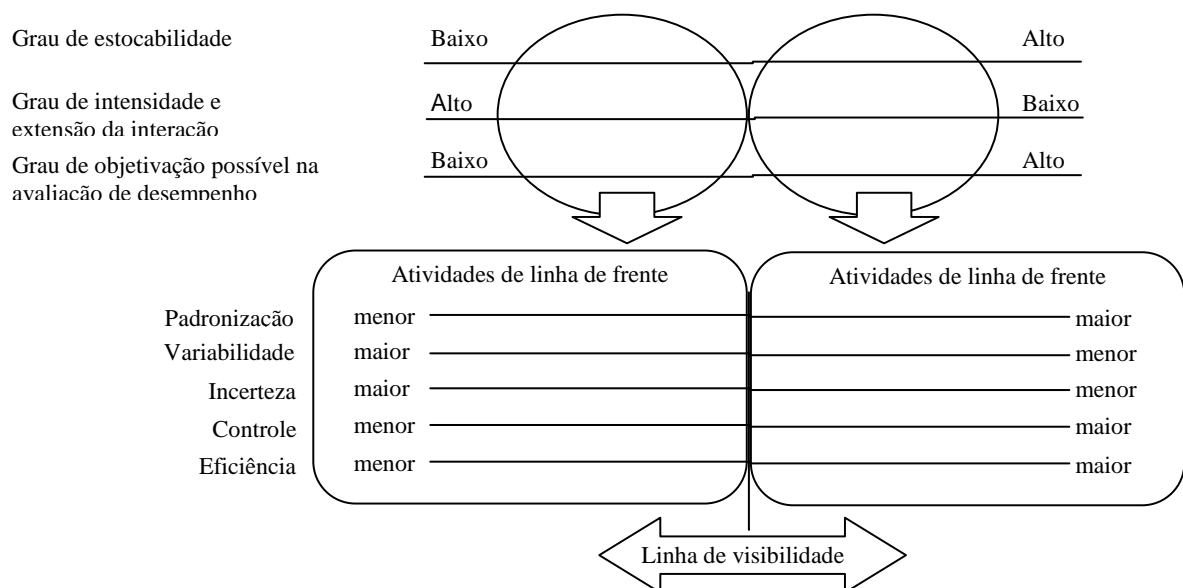 Grau de estocabilidade Baixo Alto
Grau de intensidade e
extensão da interação Alto Baixo
Grau de objetivação possível na
avaliação de desempenho Baixo Alto
Atividades de linha de frente Atividades de linha de frente
Padronização menor maior
Variabilidade maior menor
Incerteza maior menor
Controle menor maior
Eficiência menor maior
Linha de visibilidade